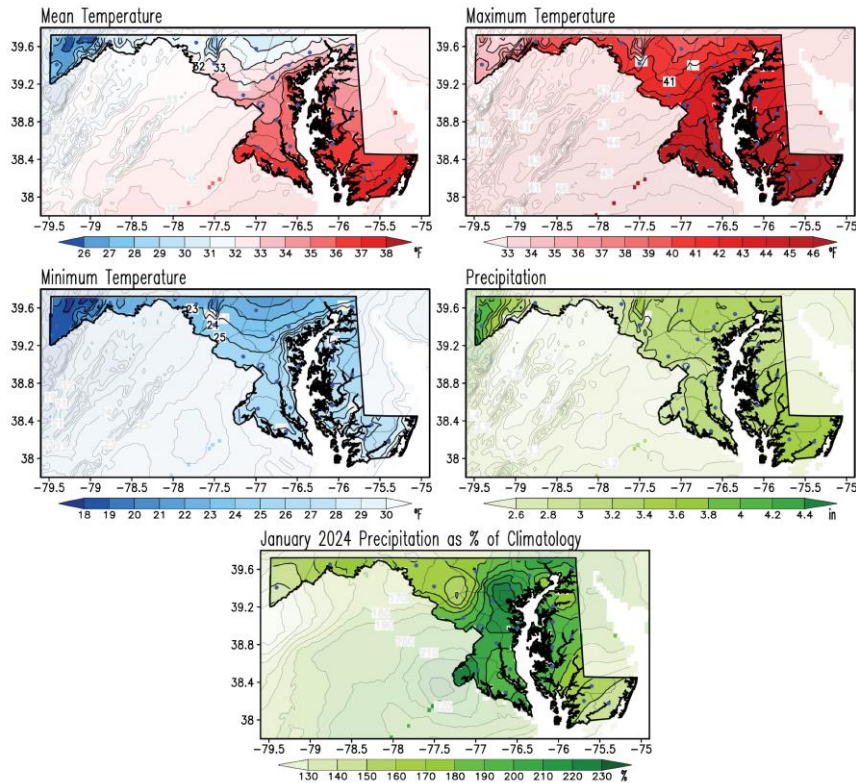 Mean Temperature
39.6
39.2
38.8
38.4
38
32
33
-79.5 -79 -78.5 -78 -77.5 -77 -76.5 -76 -75.5 -75
26 27 28 29 30 31 32 33 34 35 36 37 38 °F
Maximum Temperature
39.6
39.2
38.8
38.4
38
41
-79.5 -79 -78.5 -78 -77.5 -77 -76.5 -76 -75.5 -75
33 34 35 36 37 38 39 40 41 42 43 44 45 46 °F
Minimum Temperature
39.6
39.2
38.8
38.4
38
23
24
25
-79.5 -79 -78.5 -78 -77.5 -77 -76.5 -76 -75.5 -75
18 19 20 21 22 23 24 25 26 27 28 29 30 °F
Precipitation
39.6
39.2
38.8
38.4
38
-79.5 -79 -78.5 -78 -77.5 -77 -76.5 -76 -75.5 -75
2.6 2.8 3 3.2 3.4 3.6 3.8 4 4.2 4.4 in
January 2024 Precipitation as % of Climatology
39.6
39.2
38.8
38.4
38
170
180
190
200
210
220
-79.5 -79 -78.5 -78 -77.5 -77 -76.5 -76 -75.5 -75
130 140 150 160 170 180 190 200 210 220 230 %